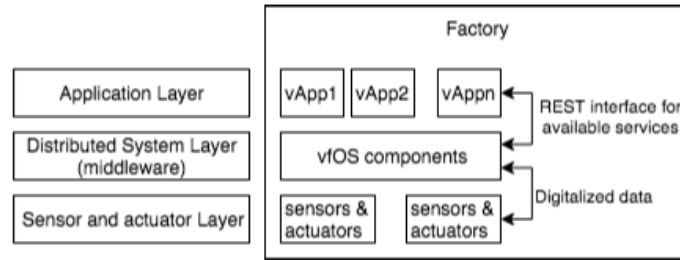 Factory
Application Layer
vApp1
vApp2
vAppn
REST interface for
available services
Distributed System Layer
(middleware)
vfOS components
Digitalized data
Sensor and actuator Layer
sensors &
actuators
sensors &
actuators